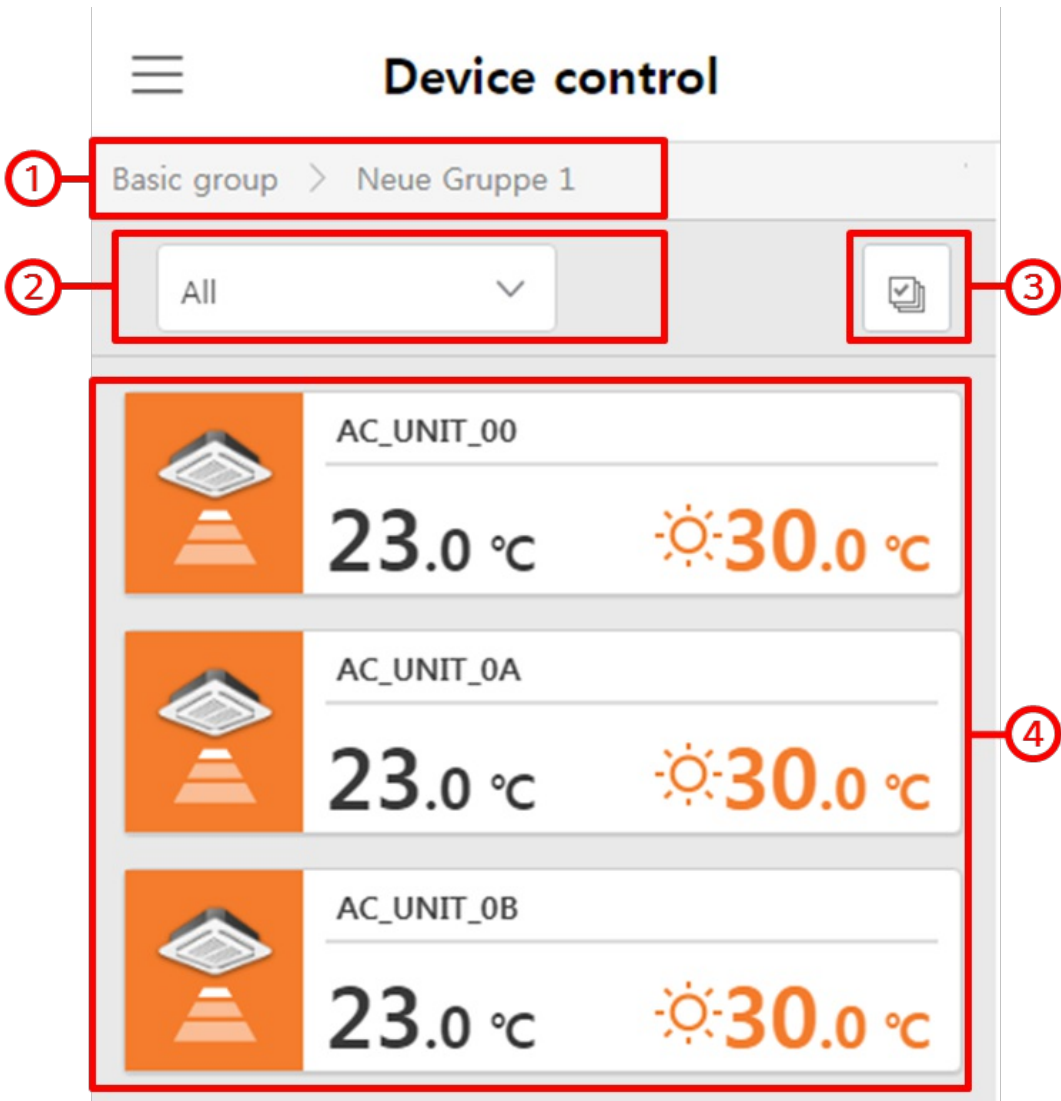 Device control
① Basic group > Neue Gruppe 1
② All ③
AC_UNIT_00
23.0 ℃ 30.0 ℃
AC_UNIT_0A
23.0 ℃ 30.0 ℃
④
AC_UNIT_0B
23.0 ℃ 30.0 ℃